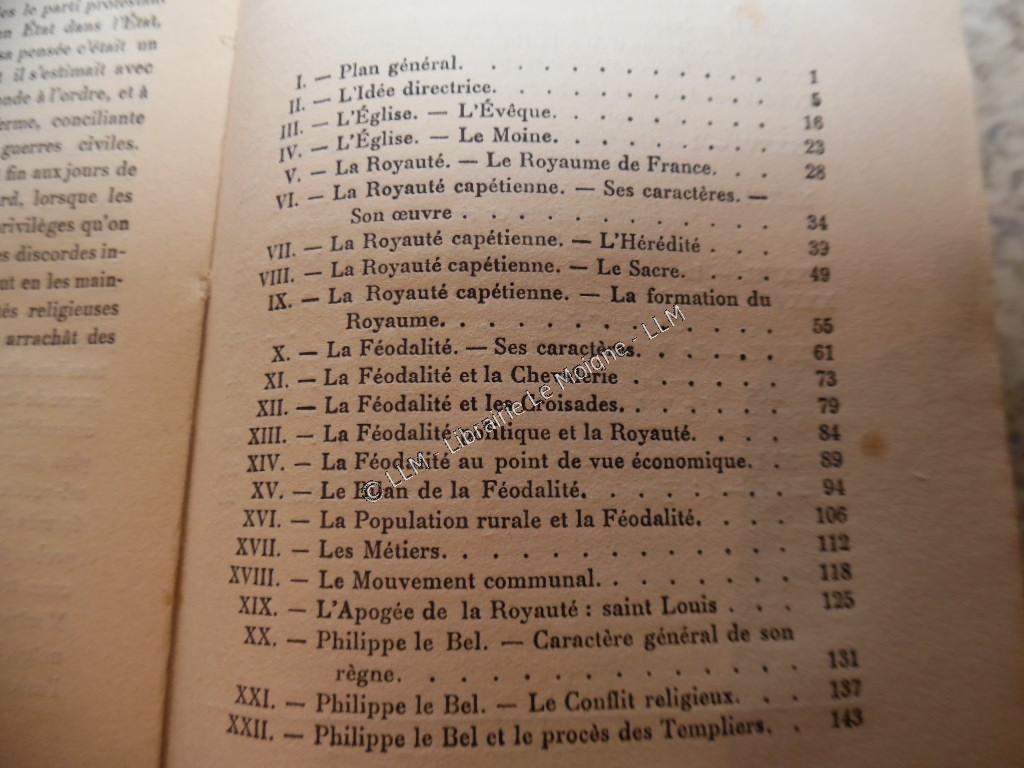 es le parti protestant
n État dans l'État,
sa pensée c'était un
il s'estimait avec
onde à l'ordre, et à
erme, conciliante
guerres civiles.
fin aux jours de
rd, lorsque les
privilèges qu'on
es discordes in-
ut en les main-
tés religieuses
arrachât des
I. — Plan général. . . . . . . . . . . . 1
II. — L'Idée directrice. . . . . . . . . . . 5
III. — L'Église. — L'Évêque. . . . . . . . . 16
IV. — L'Église. — Le Moine. . . . . . . . . 23
V. — La Royauté. — Le Royaume de France. . . 28
VI. — La Royauté capétienne. — Ses caractères. —
Son œuvre . . . . . . . . . . . . 34
VII. — La Royauté capétienne. — L'Hérédité . . . 39
VIII. — La Royauté capétienne. — Le Sacre. . . . 49
IX. — La Royauté capétienne. — La formation du
Royaume. . . . . . . . . . . . . 55
X. — La Féodalité. — Ses caractères. . . . . . 61
XI. — La Féodalité et la Chevalerie . . . . . . 73
XII. — La Féodalité et les Croisades. . . . . . 79
XIII. — La Féodalité politique et la Royauté. . . . 84
XIV. — La Féodalité au point de vue économique. . . 89
XV. — Le Bilan de la Féodalité. . . . . . . . 94
XVI. — La Population rurale et la Féodalité. . . . 106
XVII. — Les Métiers. . . . . . . . . . . . . 112
XVIII. — Le Mouvement communal. . . . . . . . 118
XIX. — L'Apogée de la Royauté : saint Louis . . . 125
XX. — Philippe le Bel. — Caractère général de son
règne. . . . . . . . . . . . . . 131
XXI. — Philippe le Bel. — Le Conflit religieux. . . 137
XXII. — Philippe le Bel et le procès des Templiers. . 143
© LLM - Librairie Le Moigne - LLM